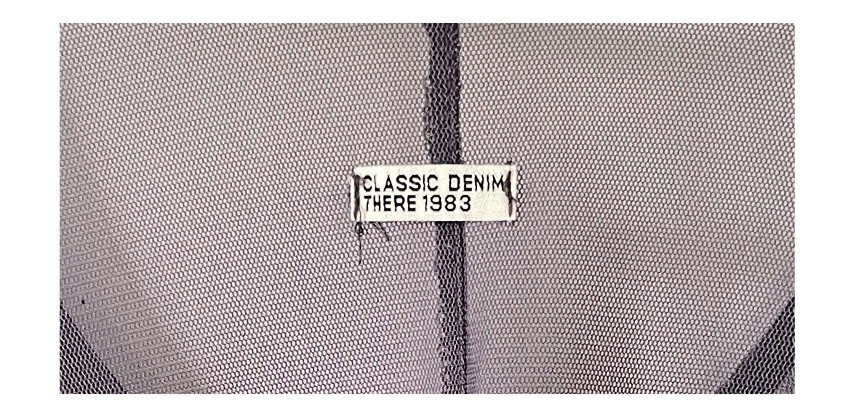 CLASSIC DENIM
THERE 1983